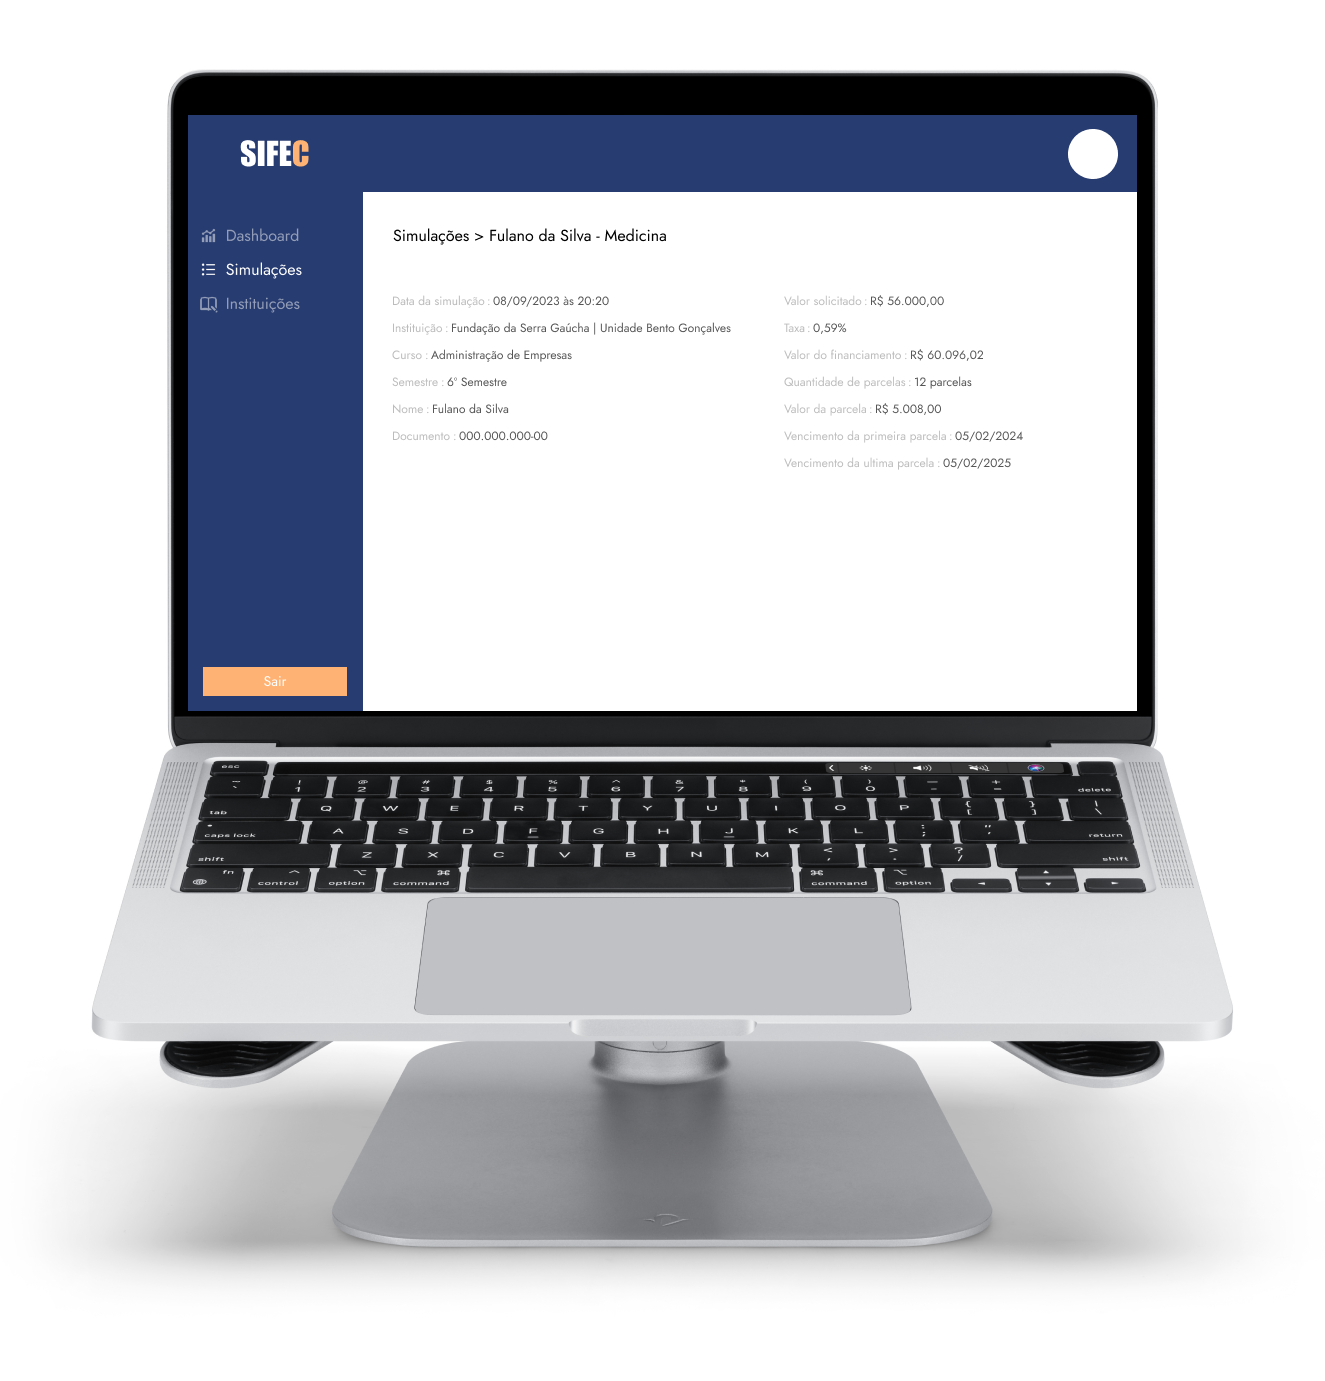 SIFEC
Dashboard
Simulações
Instituições
Sair
Simulações > Fulano da Silva - Medicina
Data da simulação : 08/09/2023 às 20:20
Instituição : Fundação da Serra Gaúcha | Unidade Bento Gonçalves
Curso : Administração de Empresas
Semestre : 6° Semestre
Nome : Fulano da Silva
Documento : 000.000.000-00
Valor solicitado : R$ 56.000,00
Taxa : 0,59%
Valor do financiamento : R$ 60.096,02
Quantidade de parcelas : 12 parcelas
Valor da parcela : R$ 5.008,00
Vencimento da primeira parcela : 05/02/2024
Vencimento da ultima parcela : 05/02/2025
esc
~ ! @ # $ % ^ & * ( ) — +
` 1 2 3 4 5 6 7 8 9 0 - = delete
tab Q W E R T Y U I O P { [ } ] | \
caps lock A S D F G H J K L : ; " ' return
shift Z X C V B N M < , > . ? / shift
fn control option command command option